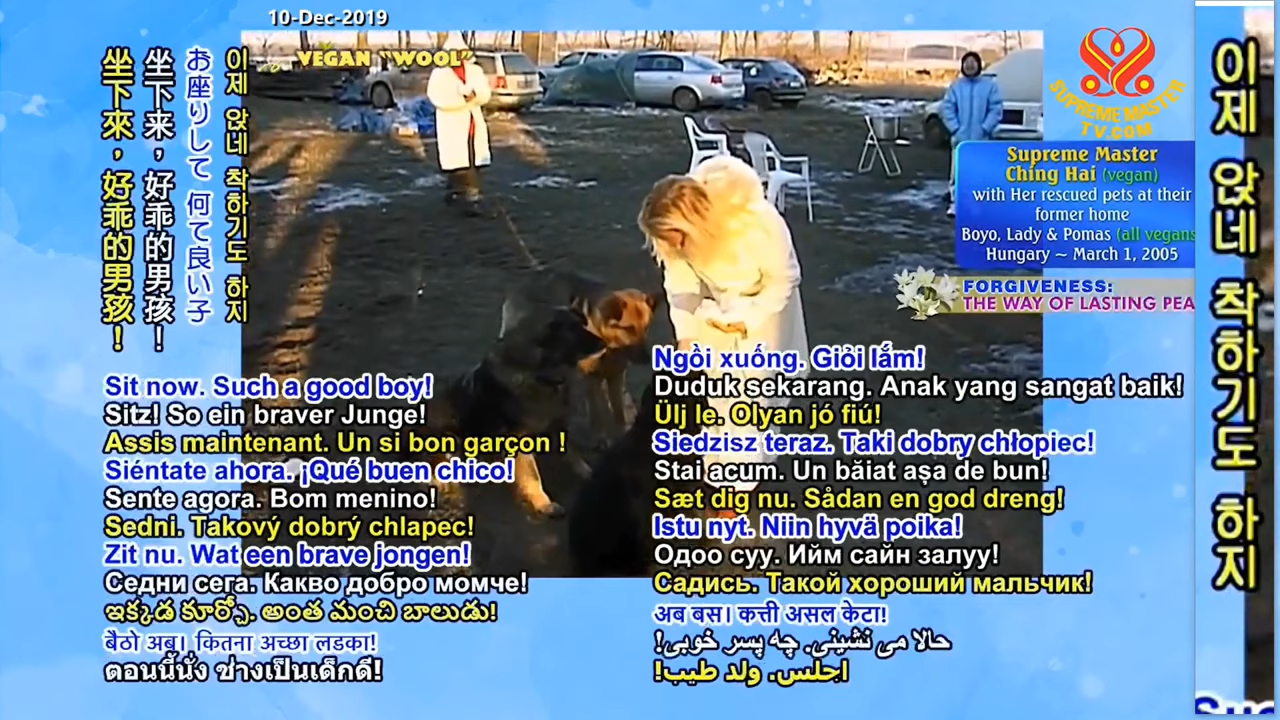 10-Dec-2019
VEGAN "WOOL"
SUPREME MASTER
TV.COM
Supreme Master
Ching Hai (vegan)
with Her rescued pets at their
former home
Boyo, Lady & Pomas (all vegans
Hungary ~ March 1, 2005
FORGIVENESS:
THE WAY OF LASTING PEA
이제 앉네 착하기도 하지
お座りして 何て良い子
坐下来，好乖的男孩！
坐下來，好乖的男孩！
Sit now. Such a good boy!
Sitz! So ein braver Junge!
Assis maintenant. Un si bon garçon !
Siéntate ahora. ¡Qué buen chico!
Sente agora. Bom menino!
Sedni. Takový dobrý chlapec!
Zit nu. Wat een brave jongen!
Седни сега. Какво добро момче!
ఇక్కడ కూర్చో. అంత మంచి బాలుడు!
बैठो अब। कितना अच्छा लडका!
ตอนนี้นั่ง ช่างเป็นเด็กดี!
Ngồi xuống. Giỏi lắm!
Duduk sekarang. Anak yang sangat baik!
Ülj le. Olyan jó fiú!
Siedzisz teraz. Taki dobry chłopiec!
Stai acum. Un băiat așa de bun!
Sæt dig nu. Sådan en god dreng!
Istu nyt. Niin hyvä poika!
Одоо суу. Ийм сайн залуу!
Садись. Такой хороший мальчик!
अब बस। कत्ती असल केटा!
حالا می نشینی. چه پسر خوبی!
اجلس. ولد طيب!
이제 앉네 착하기도 하지